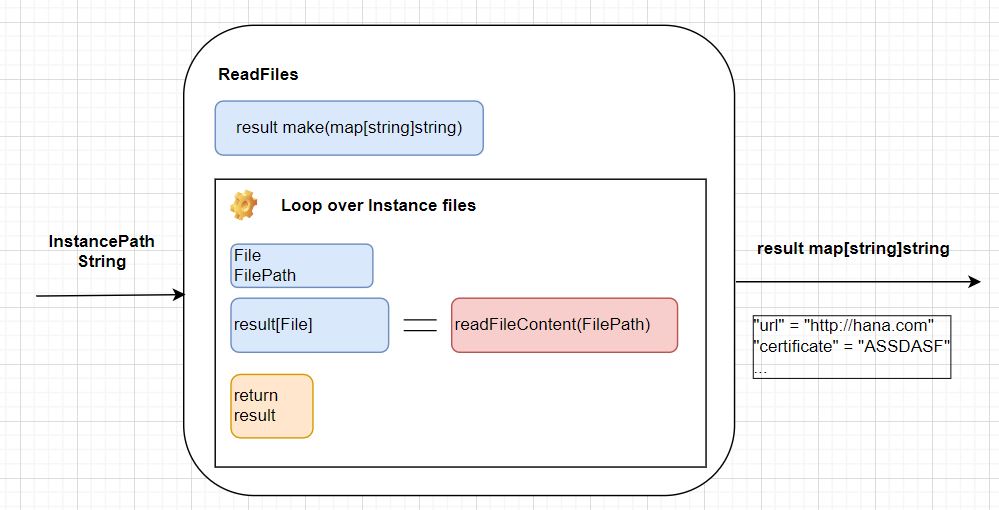 ReadFiles
result make(map[string]string)
Loop over Instance files
InstancePath
String
File
FilePath
result[File]
readFileContent(FilePath)
return
result
result map[string]string
"url" = "http://hana.com"
"certificate" = "ASSDASF"
...